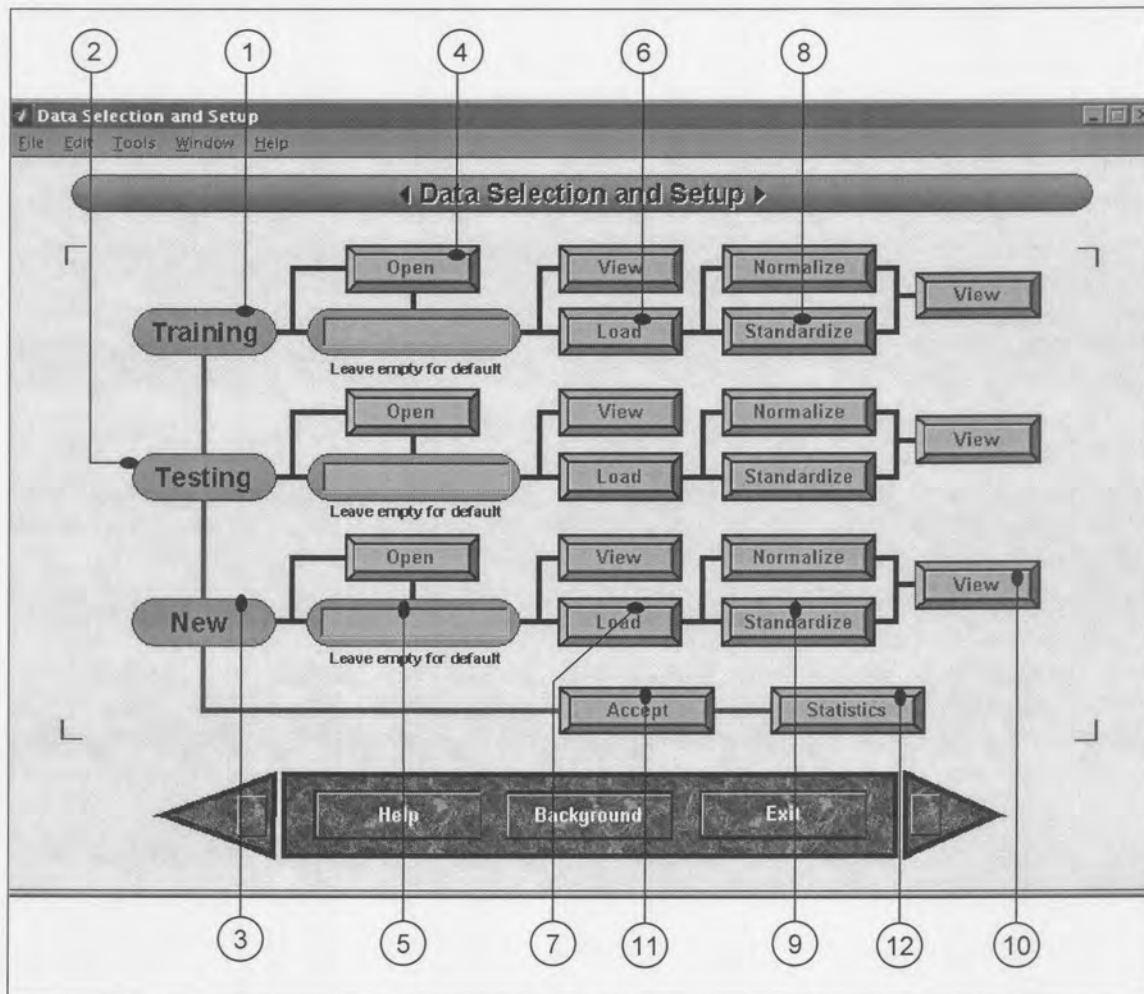 2 1 4 6 8
Data Selection and Setup
File Edit Tools Window Help
Data Selection and Setup
Open View Normalize
View
Training Load Standardize
Leave empty for default
Open View Normalize
View
Testing Load Standardize
Leave empty for default
Open View Normalize
View
New Load Standardize
Leave empty for default
Accept Statistics
Help Background Exit
3 5 7 11 9 12 10